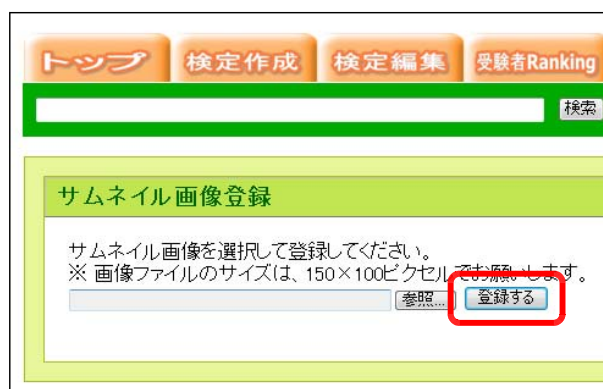 トップ 検定作成 検定編集 受験者Ranking
検索
サムネイル画像登録
サムネイル画像を選択して登録してください。
※ 画像ファイルのサイズは、150×100ピクセルでお願いします。
参照... 登録する